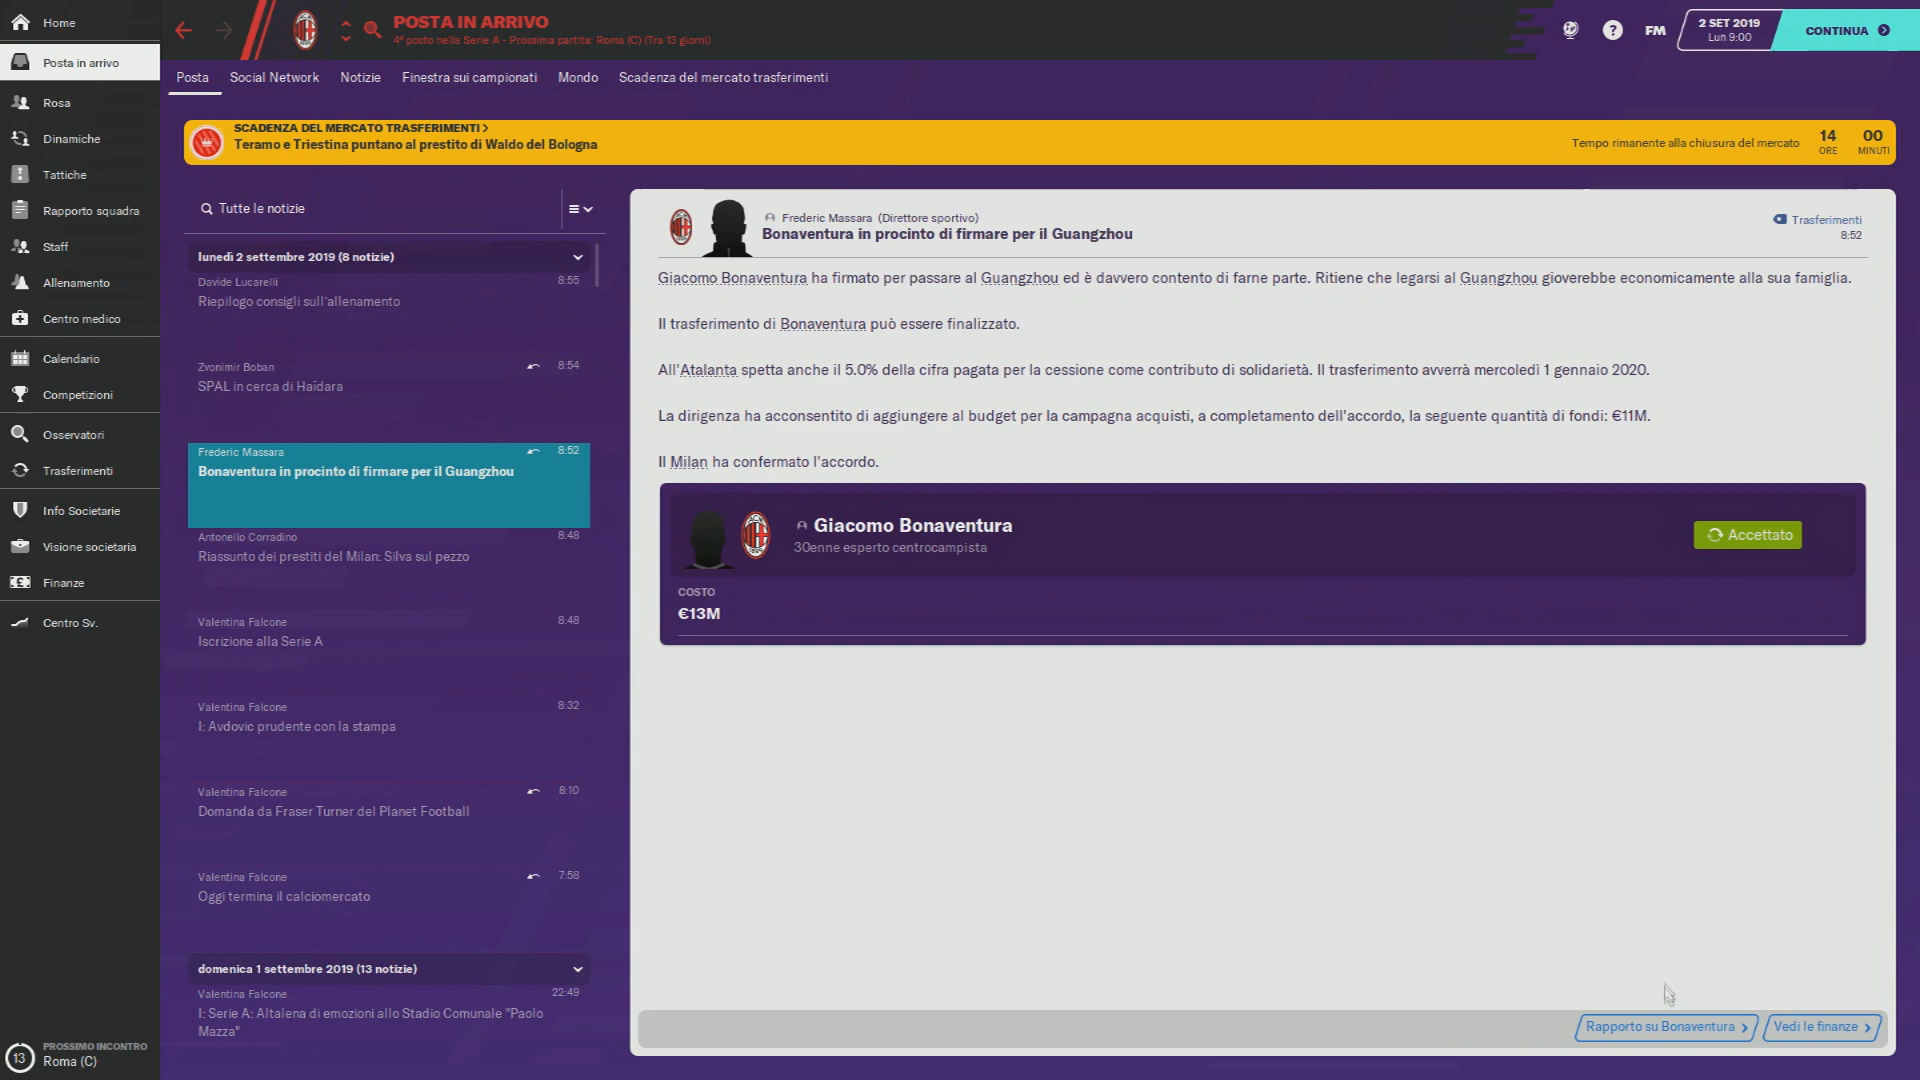 Home
Posta in arrivo
Rosa
Dinamiche
Tattiche
Rapporto squadra
Staff
Allenamento
Centro medico
Calendario
Competizioni
Osservatori
Trasferimenti
Info Societarie
Visione societaria
Finanze
Centro Sv.
13
PROSSIMO INCONTRO
Roma (C)
POSTA IN ARRIVO
4° posto nella Serie A - Prossima partita: Roma (C) (Tra 13 giorni)
?
FM
2 SET 2019
Lun 9:00
CONTINUA
Posta
Social Network
Notizie
Finestra sui campionati
Mondo
Scadenza del mercato trasferimenti
SCADENZA DEL MERCATO TRASFERIMENTI >
Teramo e Triestina puntano al prestito di Waldo del Bologna
Tempo rimanente alla chiusura del mercato
14
ORE
00
MINUTI
Tutte le notizie
lunedì 2 settembre 2019 (8 notizie)
Davide Lucarelli 8:55
Riepilogo consigli sull'allenamento
Zvonimir Boban 8:54
SPAL in cerca di Haidara
Frederic Massara 8:52
Bonaventura in procinto di firmare per il Guangzhou
Antonello Corradino 8:48
Riassunto dei prestiti del Milan: Silva sul pezzo
Valentina Falcone 8:48
Iscrizione alla Serie A
Valentina Falcone 8:32
I: Avdovic prudente con la stampa
Valentina Falcone 8:10
Domanda da Fraser Turner del Planet Football
Valentina Falcone 7:58
Oggi termina il calciomercato
domenica 1 settembre 2019 (13 notizie)
Valentina Falcone 22:49
I: Serie A: Altalena di emozioni allo Stadio Comunale "Paolo
Mazza"
Frederic Massara (Direttore sportivo)
Bonaventura in procinto di firmare per il Guangzhou
Trasferimenti
8:52
Giacomo Bonaventura ha firmato per passare al Guangzhou ed è davvero contento di farne parte. Ritiene che legarsi al Guangzhou gioverebbe economicamente alla sua famiglia.
Il trasferimento di Bonaventura può essere finalizzato.
All'Atalanta spetta anche il 5.0% della cifra pagata per la cessione come contributo di solidarietà. Il trasferimento avverrà mercoledì 1 gennaio 2020.
La dirigenza ha acconsentito di aggiungere al budget per la campagna acquisti, a completamento dell'accordo, la seguente quantità di fondi: €11M.
Il Milan ha confermato l'accordo.
Giacomo Bonaventura
30enne esperto centrocampista
Accettato
COSTO
€13M
Rapporto su Bonaventura >
Vedi le finanze >